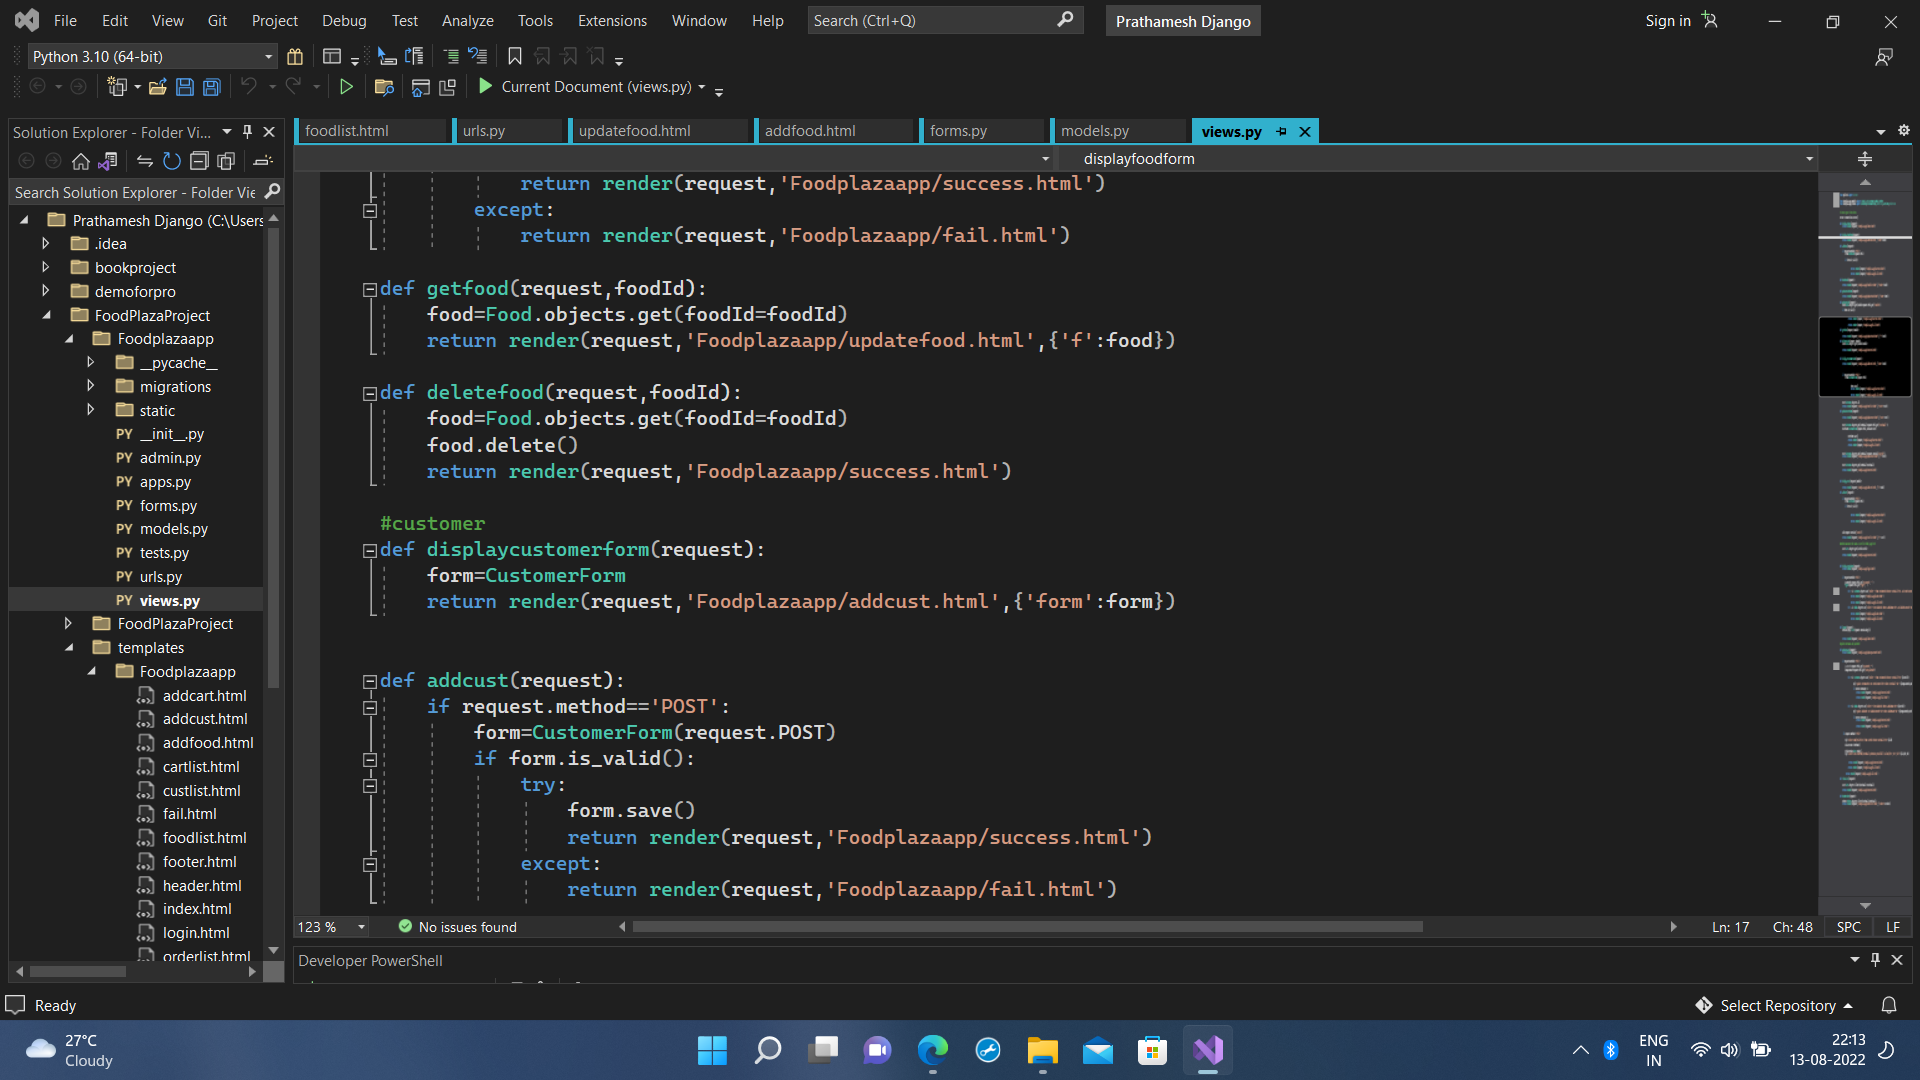 File Edit View Git Project Debug Test Analyze Tools Extensions Window Help Search (Ctrl+Q) Prathamesh Django Sign in
Python 3.10 (64-bit)
Current Document (views.py)
Solution Explorer - Folder Vi...
Search Solution Explorer - Folder Vie
Prathamesh Django (C:\Users
.idea
bookproject
demoforpro
FoodPlazaProject
Foodplazaapp
__pycache__
migrations
static
PY __init__.py
PY admin.py
PY apps.py
PY forms.py
PY models.py
PY tests.py
PY urls.py
PY views.py
FoodPlazaProject
templates
Foodplazaapp
addcart.html
addcust.html
addfood.html
cartlist.html
custlist.html
fail.html
foodlist.html
footer.html
header.html
index.html
login.html
orderlist.html
foodlist.html urls.py updatefood.html addfood.html forms.py models.py views.py
displayfoodform
return render(request,'Foodplazaapp/success.html')
except:
return render(request,'Foodplazaapp/fail.html')
def getfood(request,foodId):
food=Food.objects.get(foodId=foodId)
return render(request,'Foodplazaapp/updatefood.html',{'f':food})
def deletefood(request,foodId):
food=Food.objects.get(foodId=foodId)
food.delete()
return render(request,'Foodplazaapp/success.html')
#customer
def displaycustomerform(request):
form=CustomerForm
return render(request,'Foodplazaapp/addcust.html',{'form':form})
def addcust(request):
if request.method=='POST':
form=CustomerForm(request.POST)
if form.is_valid():
try:
form.save()
return render(request,'Foodplazaapp/success.html')
except:
return render(request,'Foodplazaapp/fail.html')
123 % No issues found Ln: 17 Ch: 48 SPC LF
Developer PowerShell
Ready Select Repository
27°C
Cloudy
ENG
IN
22:13
13-08-2022